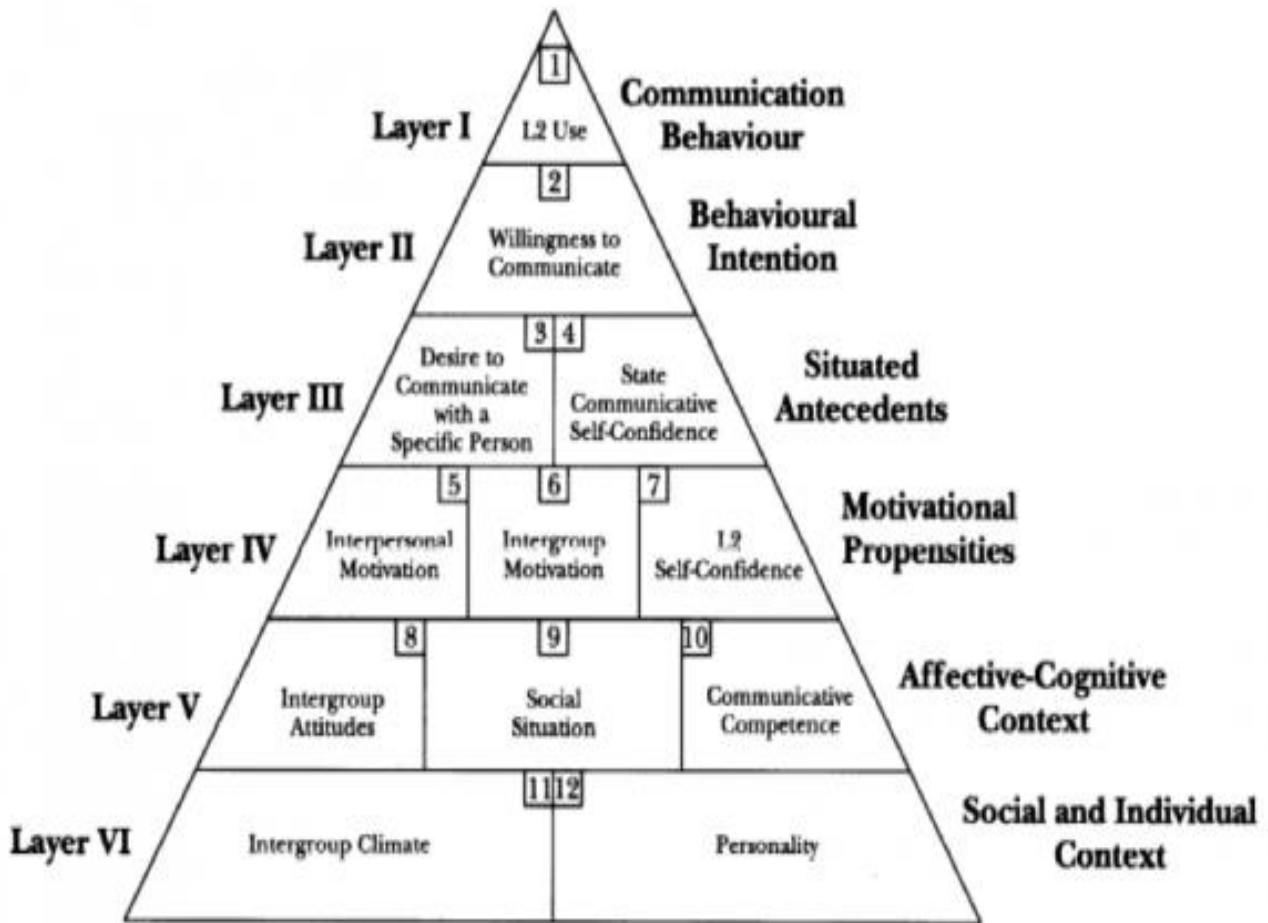 1
Layer I
L2 Use
Communication
Behaviour
2
Layer II
Willingness to
Communicate
Behavioural
Intention
3 4
Layer III
Desire to
Communicate
with a
Specific Person
State
Communicative
Self-Confidence
Situated
Antecedents
5 6 7
Layer IV
Interpersonal
Motivation
Intergroup
Motivation
L2
Self-Confidence
Motivational
Propensities
8 9 10
Layer V
Intergroup
Attitudes
Social
Situation
Communicative
Competence
Affective-Cognitive
Context
11 12
Layer VI
Intergroup Climate
Personality
Social and Individual
Context